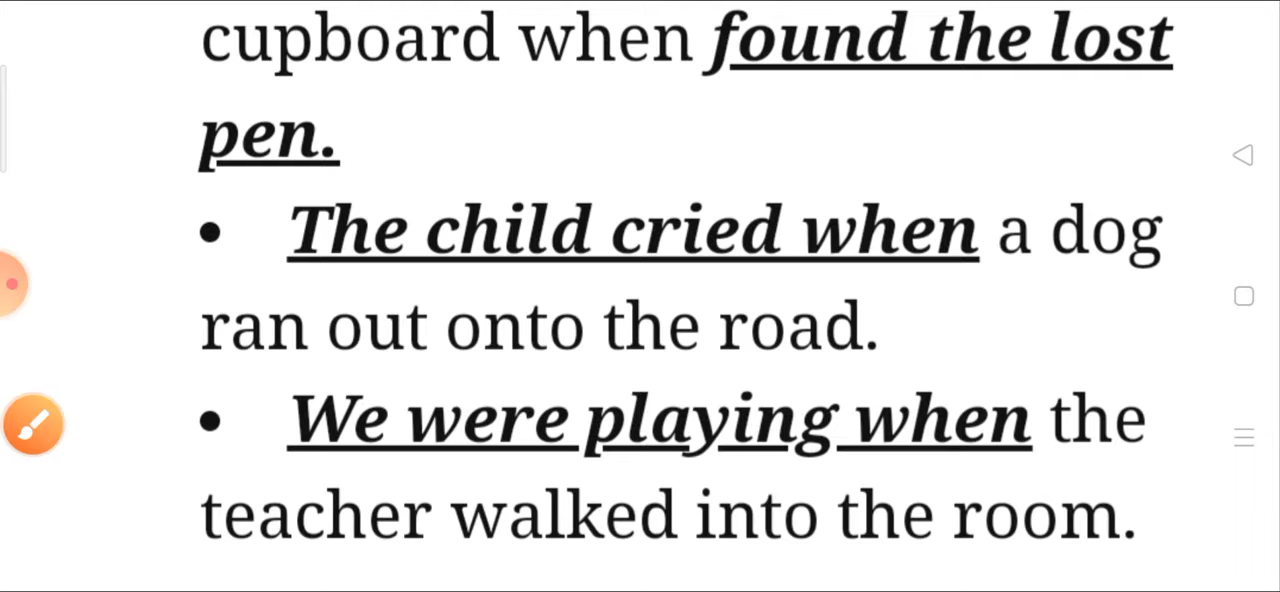 cupboard when found the lost
pen.
• The child cried when a dog
ran out onto the road.
• We were playing when the
teacher walked into the room.